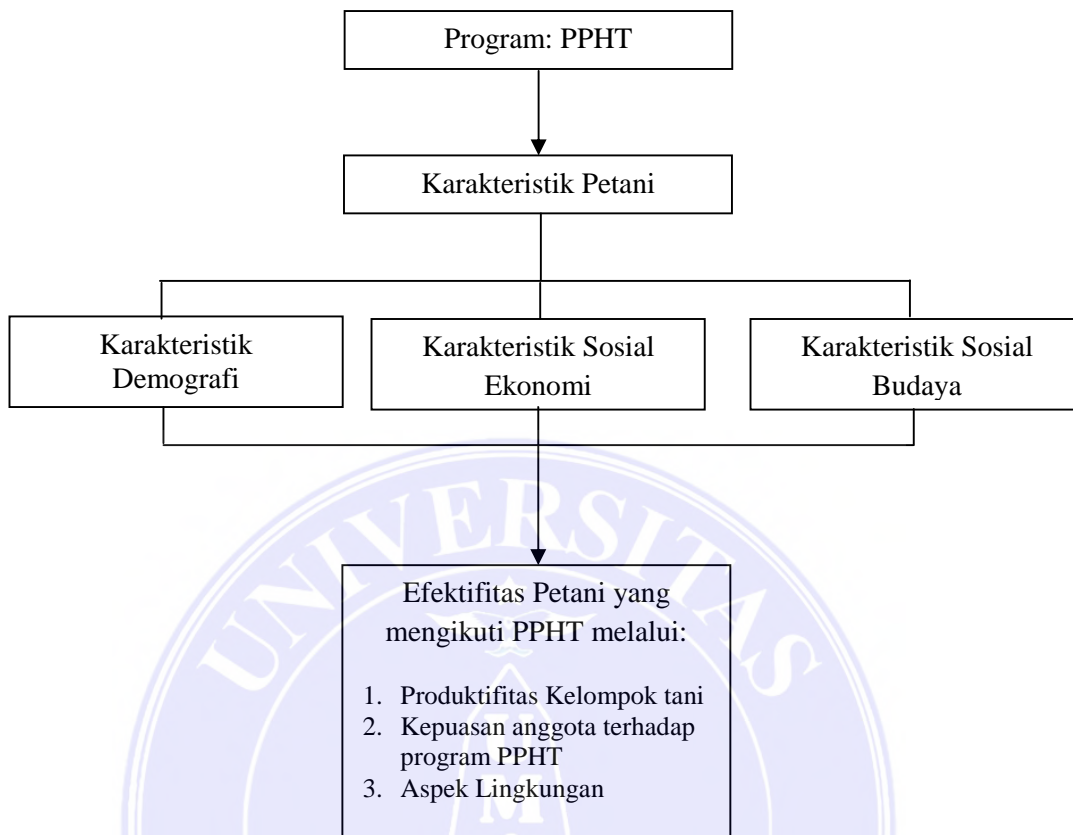 Program: PPHT
Karakteristik Petani
Karakteristik
Demografi
Karakteristik Sosial
Ekonomi
Karakteristik Sosial
Budaya
Efektifitas Petani yang
mengikuti PPHT melalui:
1. Produktifitas Kelompok tani
2. Kepuasan anggota terhadap
program PPHT
3. Aspek Lingkungan
UNIVERSITAS
U
M